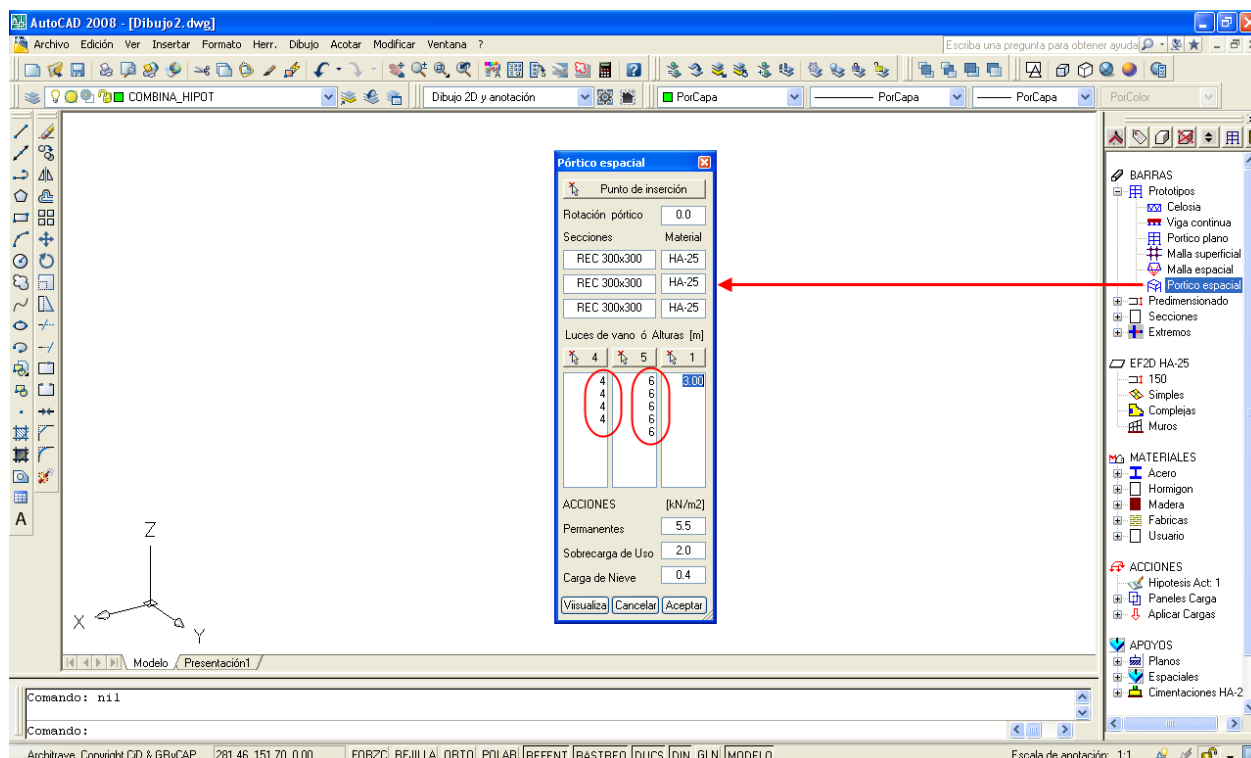 AutoCAD 2008 - [Dibujo2.dwg]
Archivo Edición Ver Insertar Formato Herr. Dibujo Acotar Modificar Ventana ?
Escriba una pregunta para obtener ayuda
COMBINA_HIPOT
Dibujo 2D y anotación
PorCapa
PorCapa
PorCapa
PorColor
Pórtico espacial
Punto de inserción
Rotación pórtico 0.0
Secciones Material
REC 300x300 HA-25
REC 300x300 HA-25
REC 300x300 HA-25
Luces de vano ó Alturas [m]
4 5 1
4 6 3.00
4 6
4 6
4 6
6
ACCIONES [kN/m2]
Permanentes 5.5
Sobrecarga de Uso 2.0
Carga de Nieve 0.4
Viisualiza Cancelar Aceptar
BARRAS
Prototipos
Celosia
Viga continua
Portico plano
Malla superficial
Malla espacial
Portico espacial
Predimensionado
Secciones
Extremos
EF2D HA-25
150
Simples
Complejas
Muros
MATERIALES
Acero
Hormigon
Madera
Fabricas
Usuario
ACCIONES
Hipotesis Act: 1
Paneles Carga
Aplicar Cargas
APOYOS
Planos
Espaciales
Cimentaciones HA-2
A
Z
X
Y
Modelo Presentación1
Comando: nil
Comando:
Architrave. Copyright CiD & GRyCAP 281.46, 151.70, 0.00 FORZC REJILLA ORTO POLAR REFENT RASTREO DUCS DIN GLN MODELO Escala de anotación: 1:1